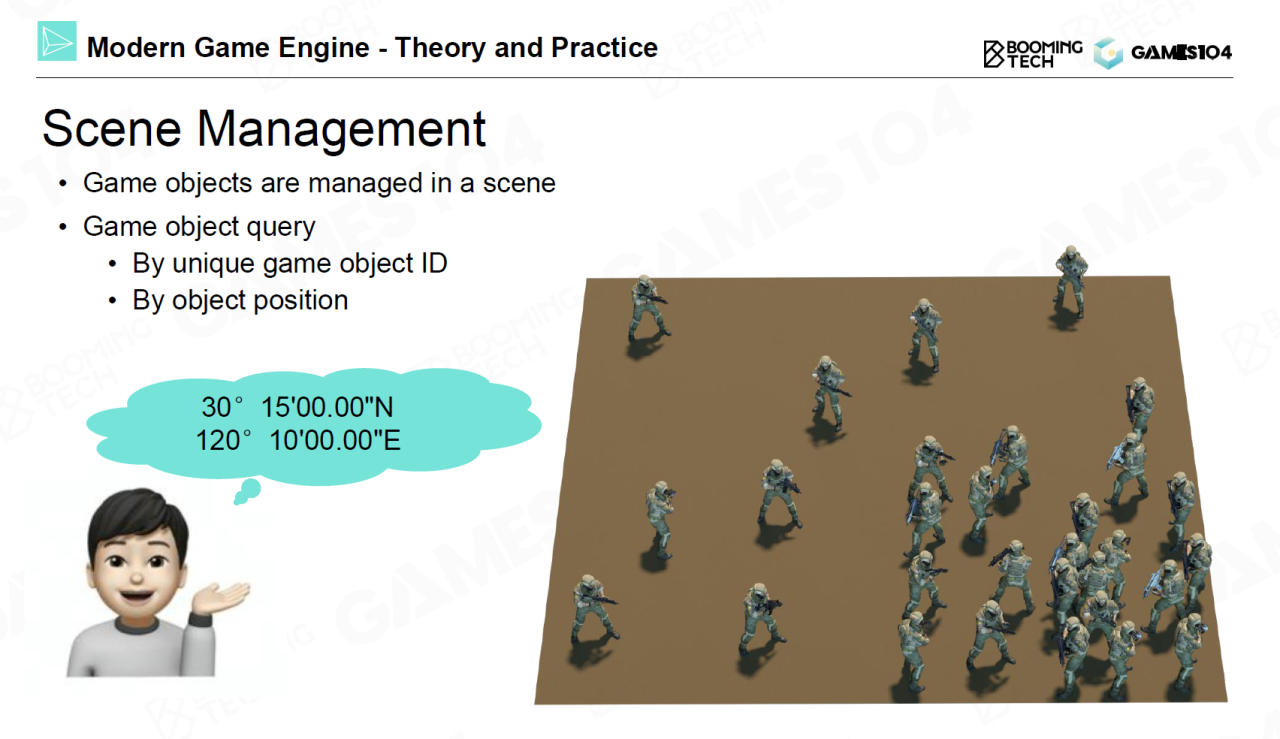 Modern Game Engine - Theory and Practice
BOOMING
TECH
GAMES104
Scene Management
• Game objects are managed in a scene
• Game object query
• By unique game object ID
• By object position
30° 15'00.00"N
120° 10'00.00"E